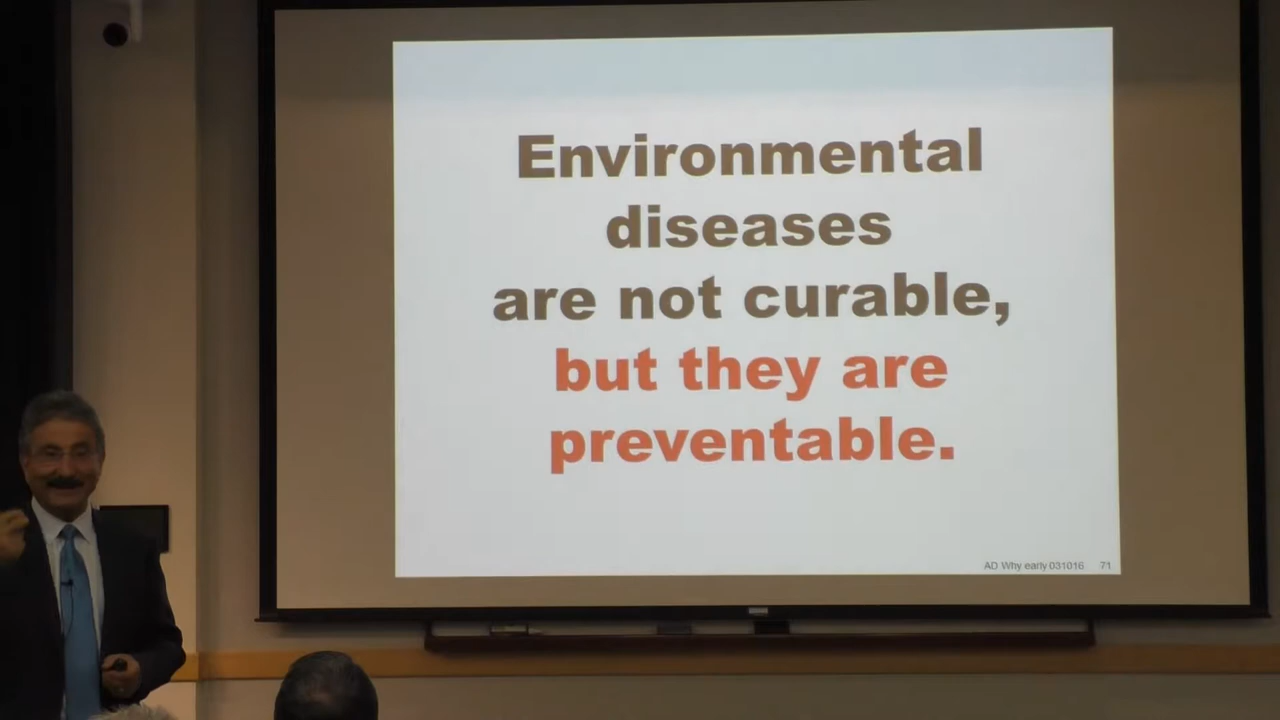 Environmental
diseases
are not curable,
but they are
preventable.
AD Why early 031016 71